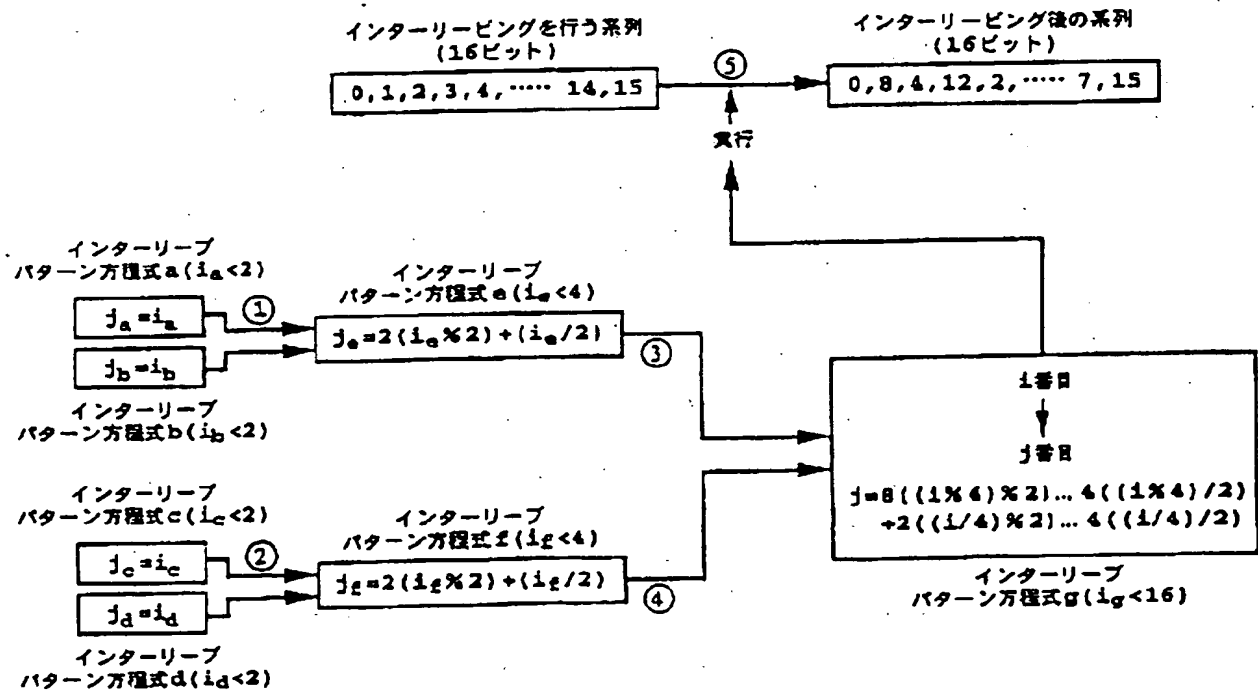 インターリービングを行う系列
(16ビット)
0,1,2,3,4,‥‥‥ 14,15
⑤
インターリービング後の系列
(16ビット)
0,8,4,12,2,‥‥‥ 7,15
実行
インターリーブ
パターン方程式a(ia<2)
ja=ia
①
jb=ib
インターリーブ
パターン方程式b(ib<2)
インターリーブ
パターン方程式e(ie<4)
je=2(ie%2)+(ie/2)
③
インターリーブ
パターン方程式c(ic<2)
jc=ic
②
jd=id
インターリーブ
パターン方程式d(id<2)
インターリーブ
パターン方程式f(if<4)
jf=2(if%2)+(if/2)
④
i番目
j番目
j=8((i%4)%2)... 4((i%4)/2)
+2((i/4)%2)... 4((i/4)/2)
インターリーブ
パターン方程式g(ig<16)